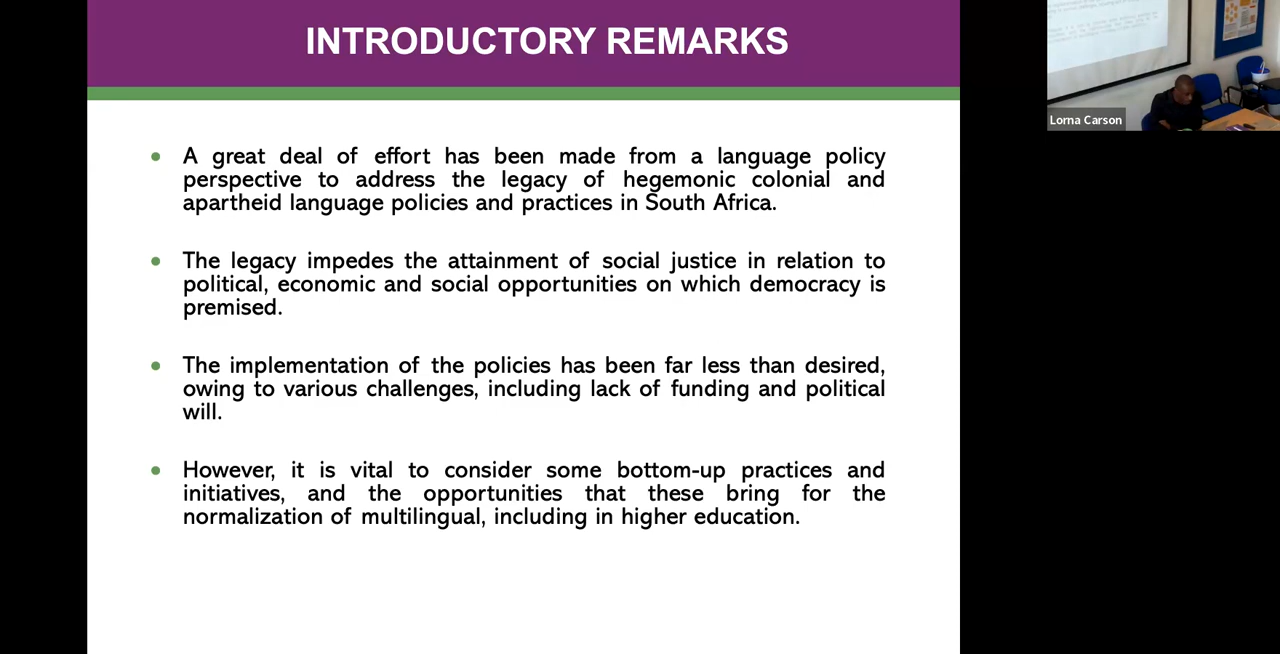 INTRODUCTORY REMARKS
A great deal of effort has been made from a language policy
perspective to address the legacy of hegemonic colonial and
apartheid language policies and practices in South Africa.
The legacy impedes the attainment of social justice in relation to
political, economic and social opportunities on which democracy is
premised.
The implementation of the policies has been far less than desired,
owing to various challenges, including lack of funding and political
will.
However, it is vital to consider some bottom-up practices and
initiatives, and the opportunities that these bring for the
normalization of multilingual, including in higher education.
Lorna Carson